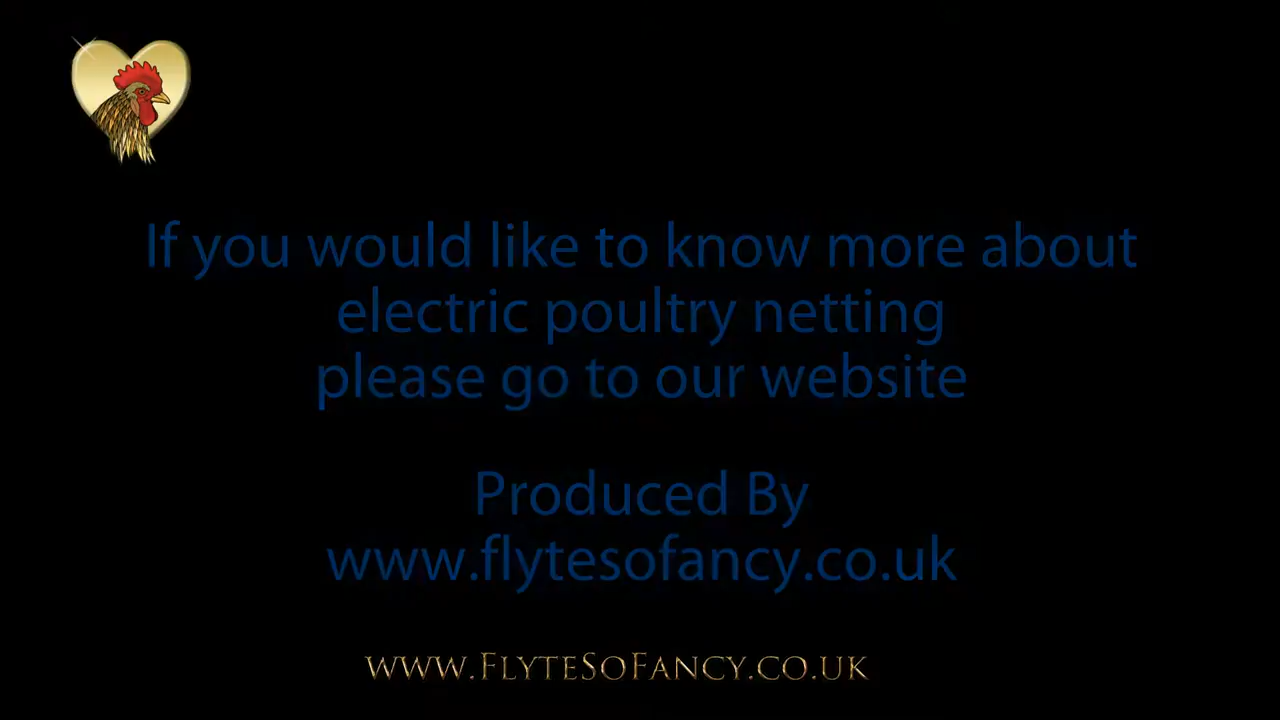 If you would like to know more about
electric poultry netting
please go to our website
Produced By
www.flytesofancy.co.uk
www.FlyteSoFancy.co.uk